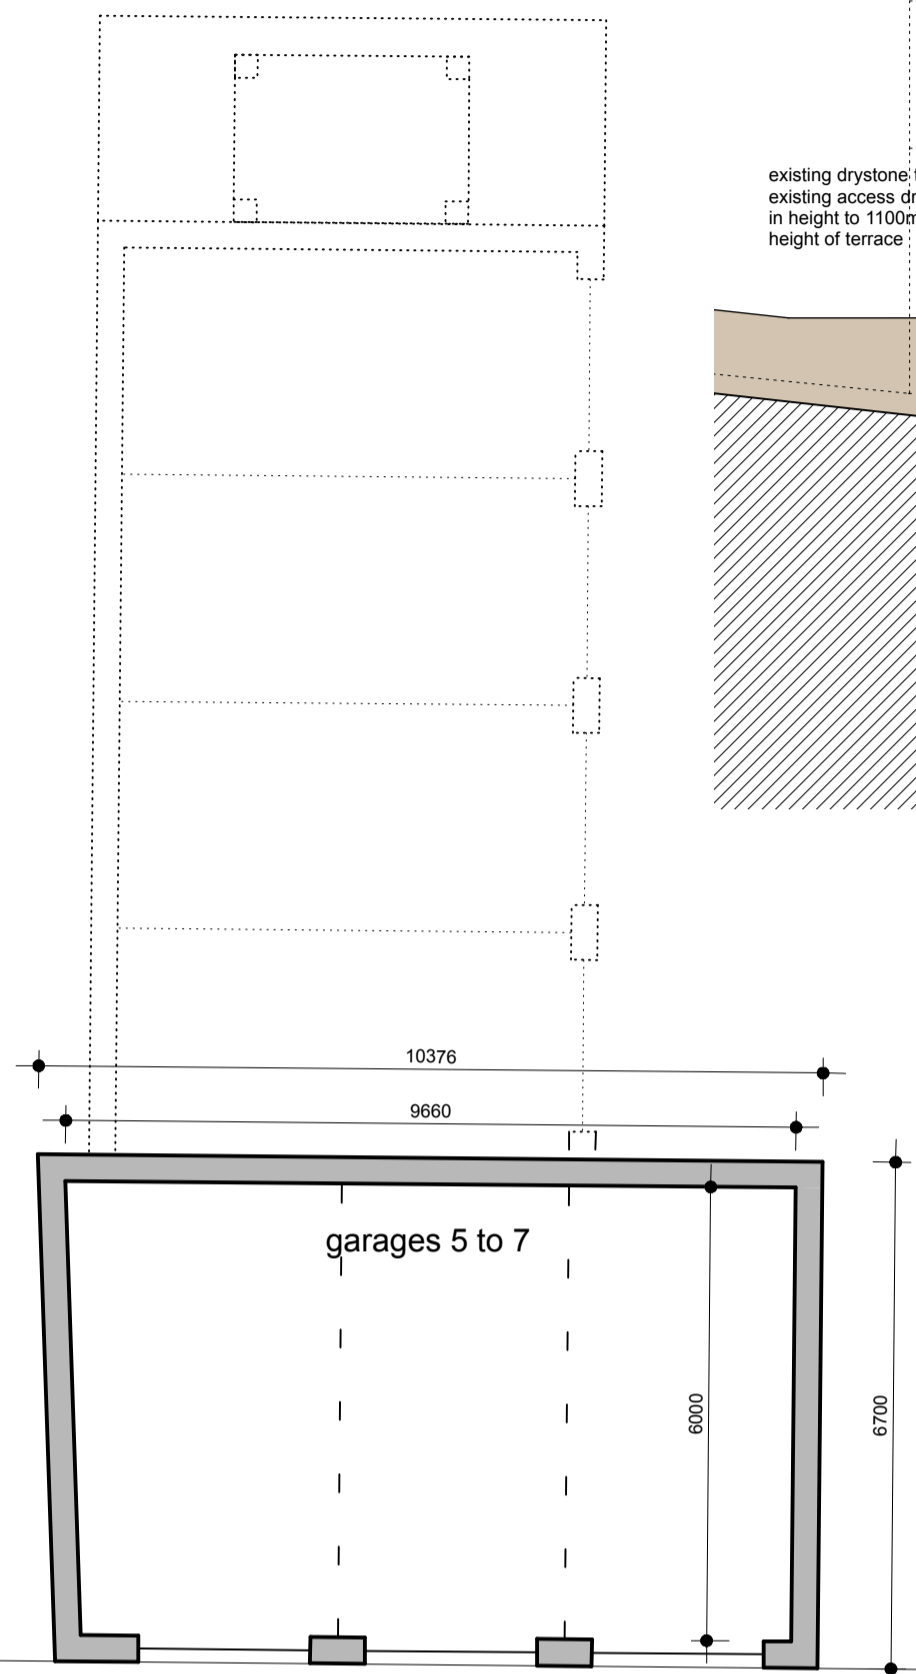 existing drystone
existing access
in height to
height of terrace
10376
9660
garages 5 to 7
6000
6700